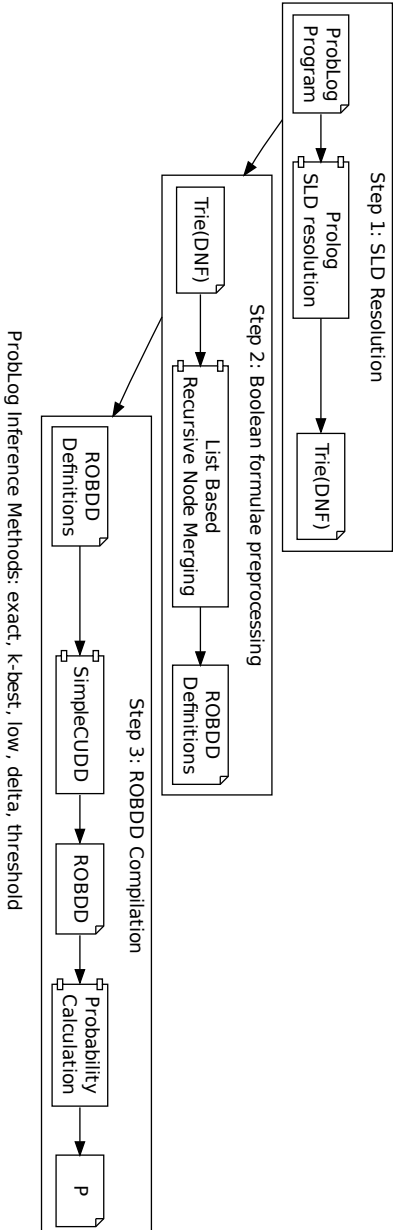 Step 1: SLD Resolution
ProbLog
Program
Prolog
SLD resolution
Trie(DNF)
Step 2: Boolean formulae preprocessing
Trie(DNF)
List Based
Recursive Node Merging
ROBDD
Definitions
Step 3: ROBDD Compilation
ROBDD
Definitions
SimpleCUDD
ROBDD
Probability
Calculation
P
ProbLog Inference Methods: exact, k-best, low , delta, threshold